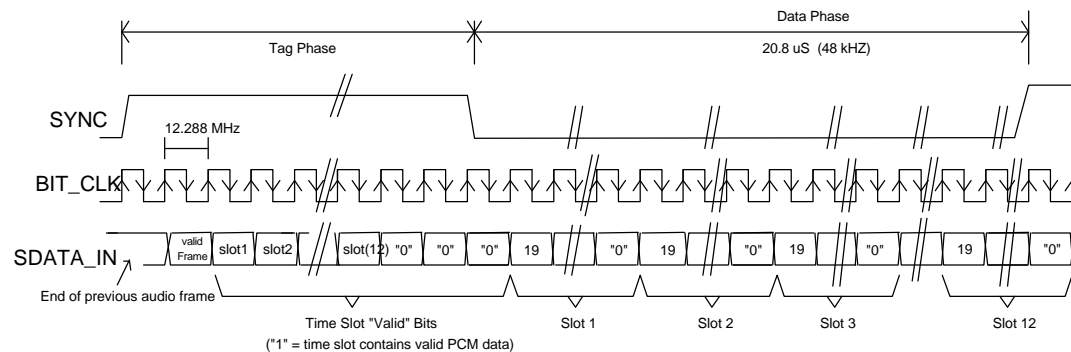 Data Phase
Tag Phase
20.8 uS (48 kHZ)
SYNC
12.288 MHz
BIT_CLK
SDATA_IN
valid
Frame
slot1 slot2 slot(12) "0" "0" "0" 19 "0" 19 "0" 19 "0" 19 "0"
End of previous audio frame
Time Slot "Valid" Bits
("1" = time slot contains valid PCM data)
Slot 1
Slot 2
Slot 3
Slot 12